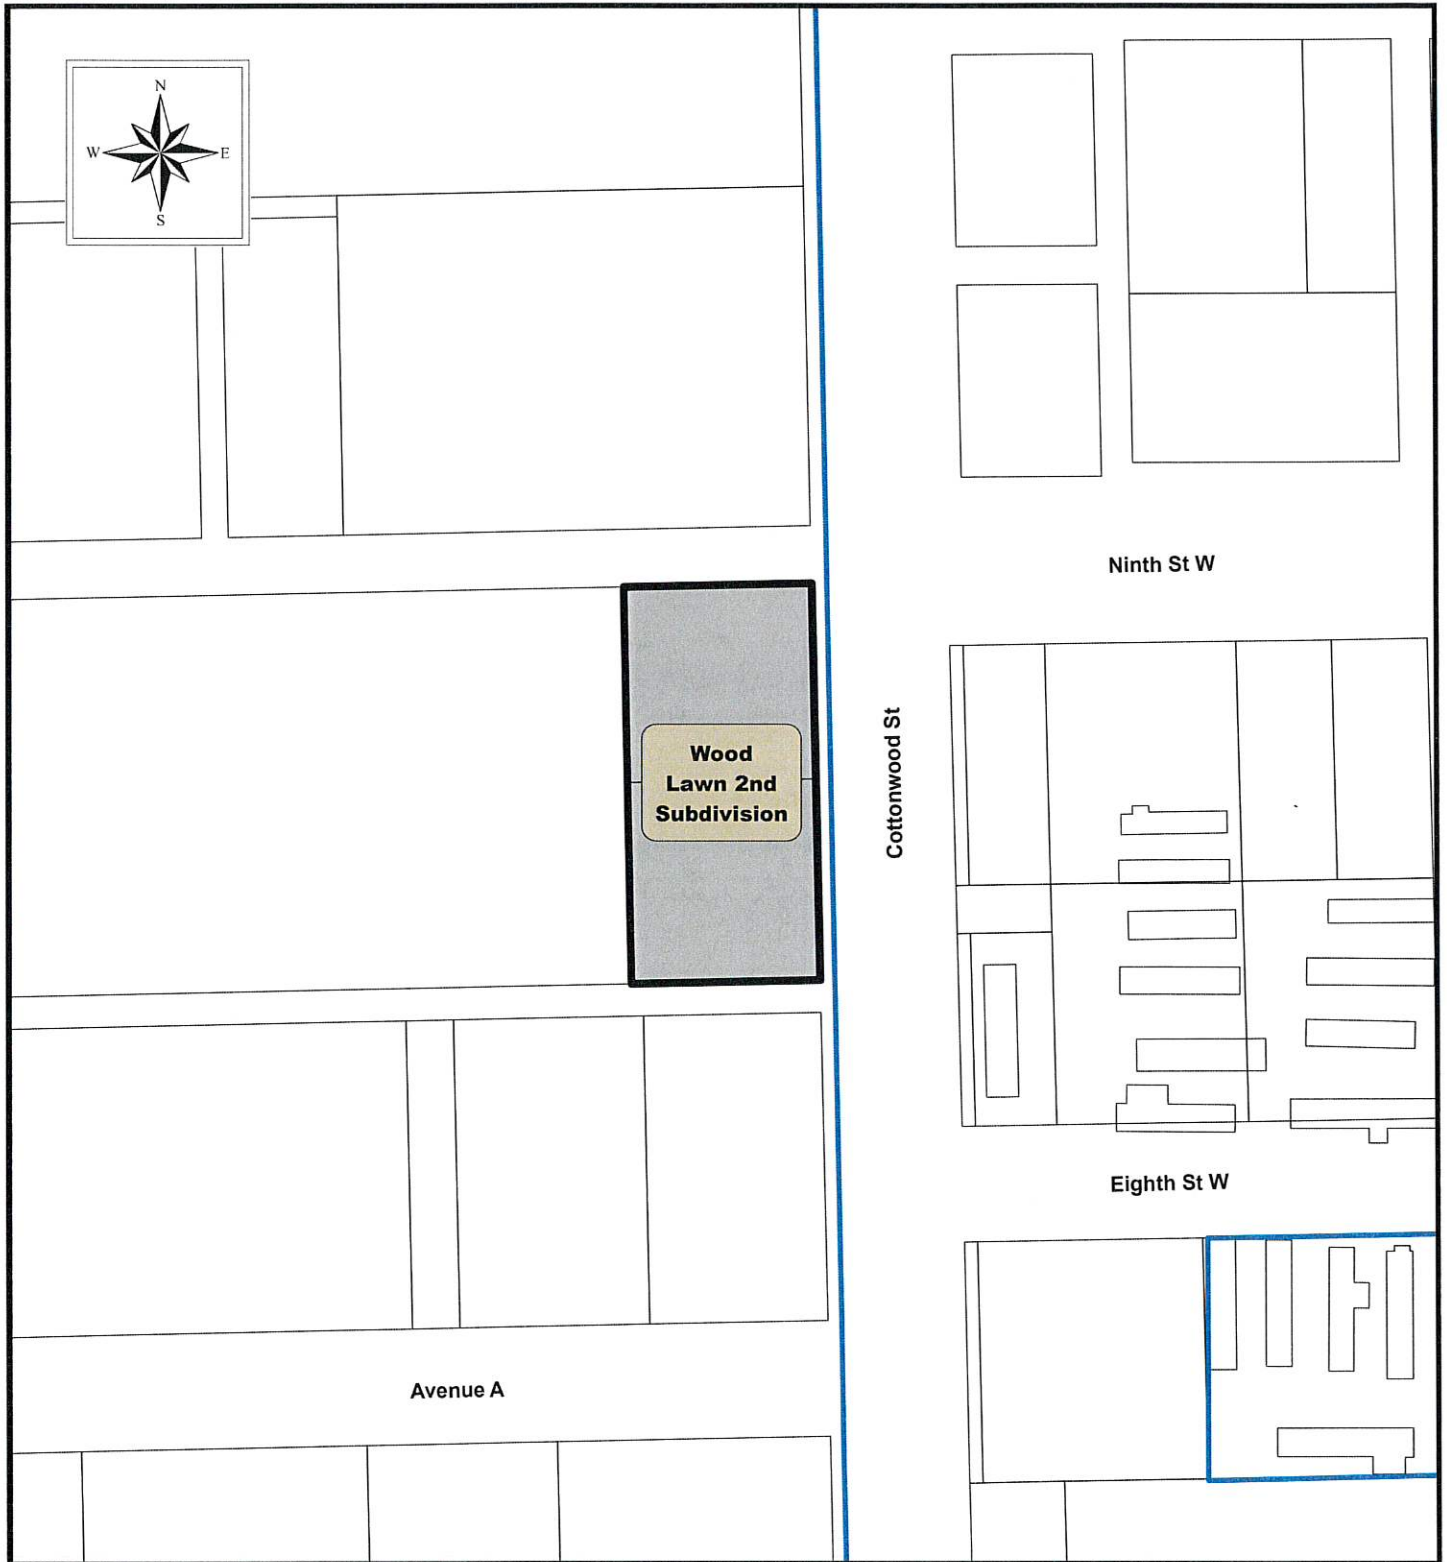 N
W E
S
Ninth St W
Wood
Lawn 2nd
Subdivision
Cottonwood St
Eighth St W
Avenue A